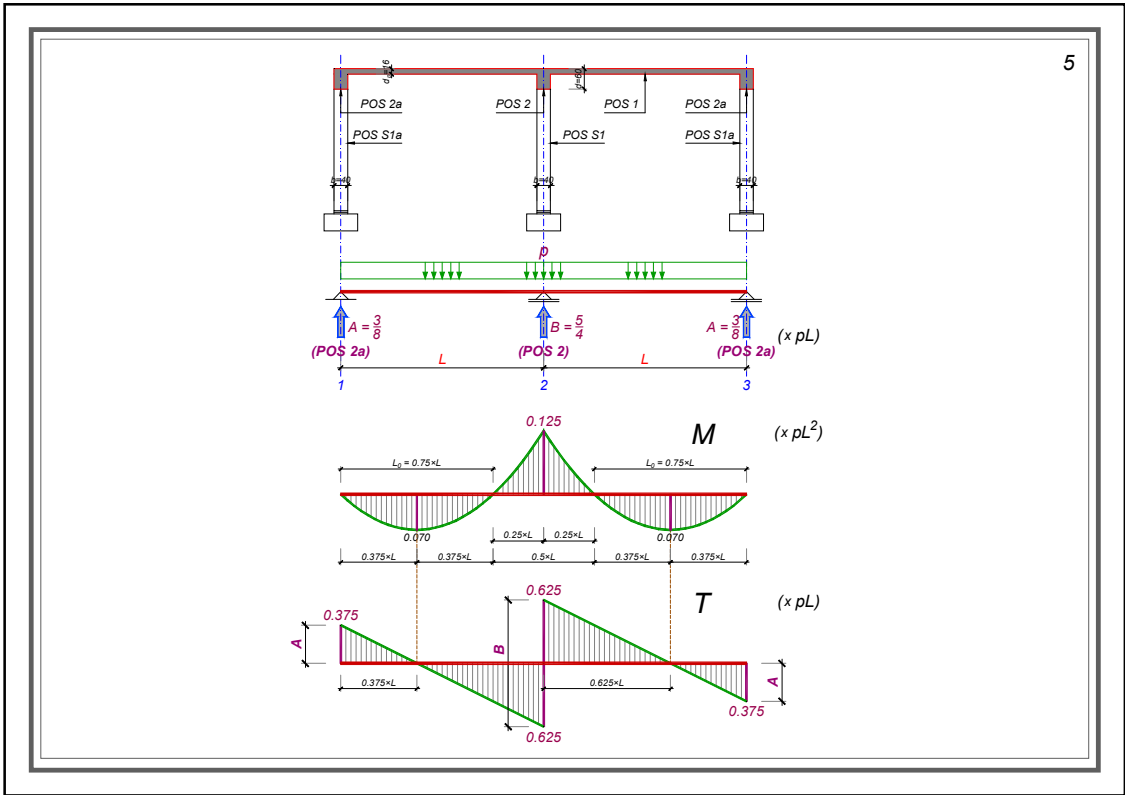 5
dp=16
d=60
POS 2a POS 2 POS 1 POS 2a
POS S1a POS S1 POS S1a
b=40 b=40 b=40
p
A = 3/8 B = 5/4 A = 3/8 (x pL)
(POS 2a) (POS 2) (POS 2a)
L L
1 2 3
0.125
M (x pL²)
L₀ = 0.75×L L₀ = 0.75×L
0.070 0.25×L 0.25×L 0.070
0.375×L 0.375×L 0.5×L 0.375×L 0.375×L
0.625
T (x pL)
0.375
A B A
0.375×L 0.625×L
0.375
0.625